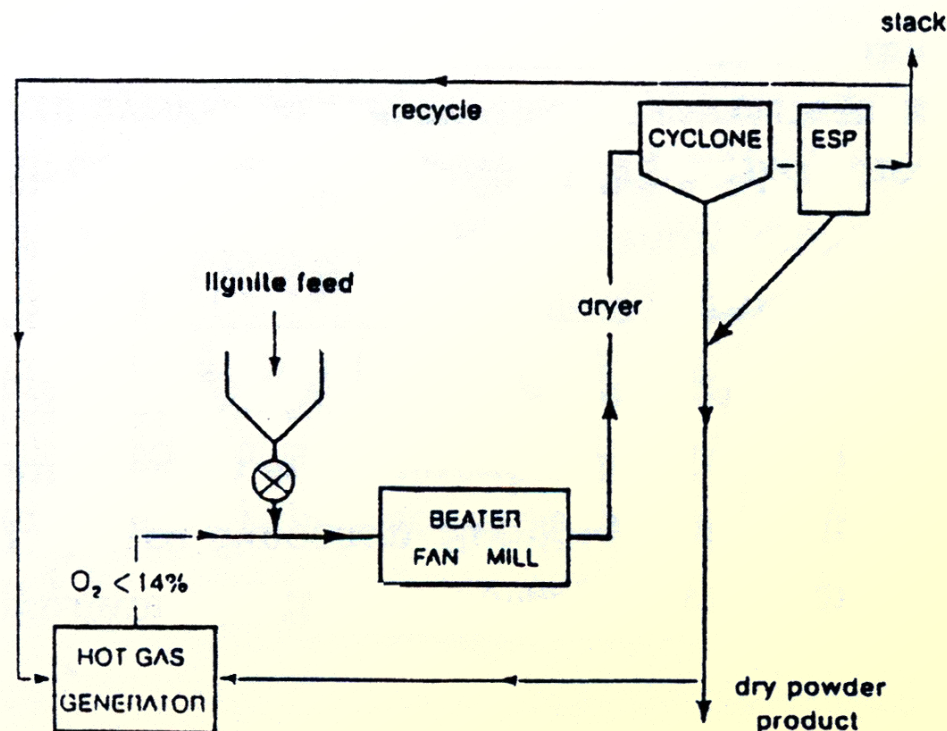 stack
recycle
CYCLONE
ESP
lignite feed
dryer
BEATER
FAN MILL
O₂ < 14%
HOT GAS
GENERATOR
dry powder
product